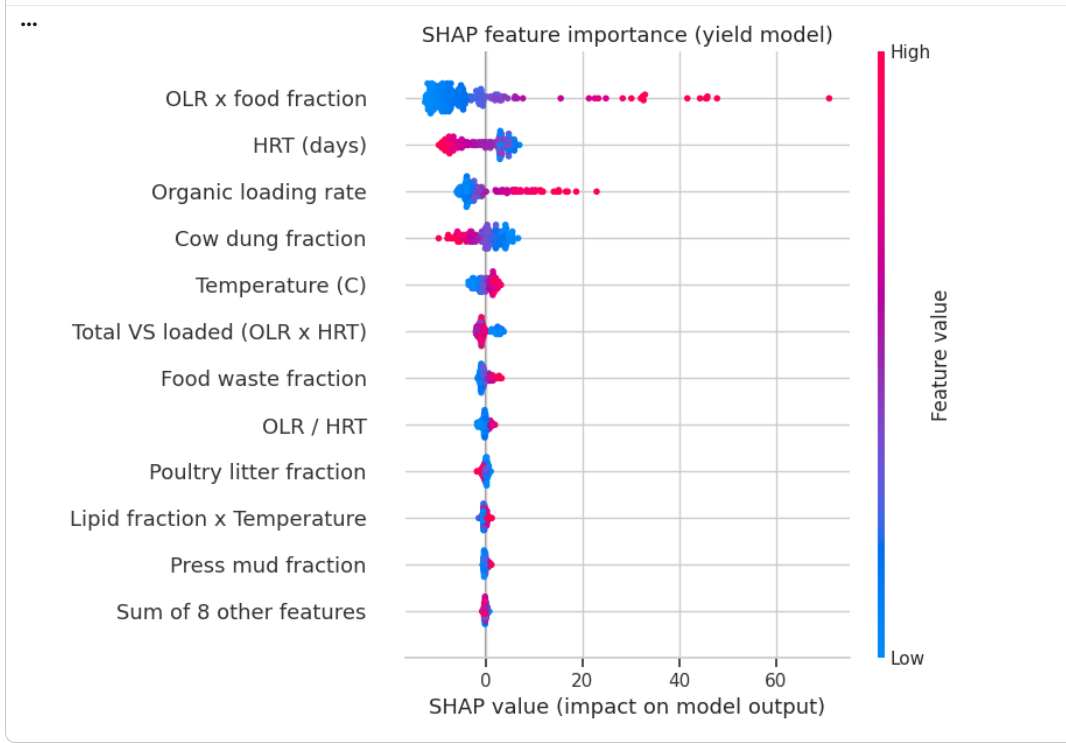 ...
SHAP feature importance (yield model)
High
OLR x food fraction
HRT (days)
Organic loading rate
Cow dung fraction
Temperature (C)
Total VS loaded (OLR x HRT)
Food waste fraction
OLR / HRT
Poultry litter fraction
Lipid fraction x Temperature
Press mud fraction
Sum of 8 other features
Feature value
Low
0 20 40 60
SHAP value (impact on model output)